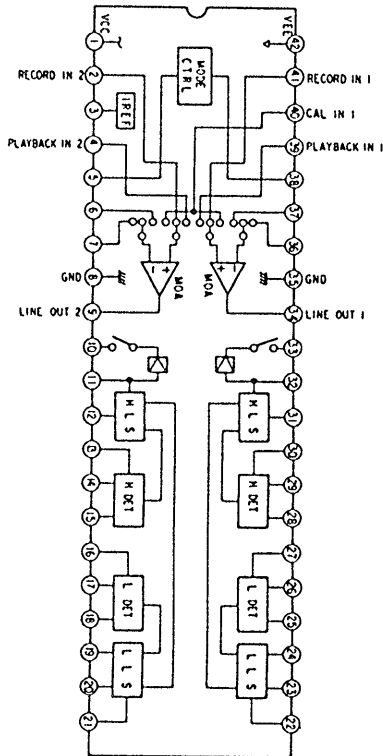 VCC
VEE
1
42
RECORD IN 2
2
MODE CTRL
41
RECORD IN 1
3
IREF
40
CAL IN 1
PLAYBACK IN 2
4
39
PLAYBACK IN 1
5
38
6
37
7
36
- +
+ -
8
GND
MOA
MOA
35
GND
LINE OUT 2
9
34
LINE OUT 1
10
33
11
32
12
HLS
HLS
31
13
30
14
H DET
H DET
29
15
28
16
27
17
L DET
L DET
26
18
25
19
24
20
LLS
LLS
23
21
22